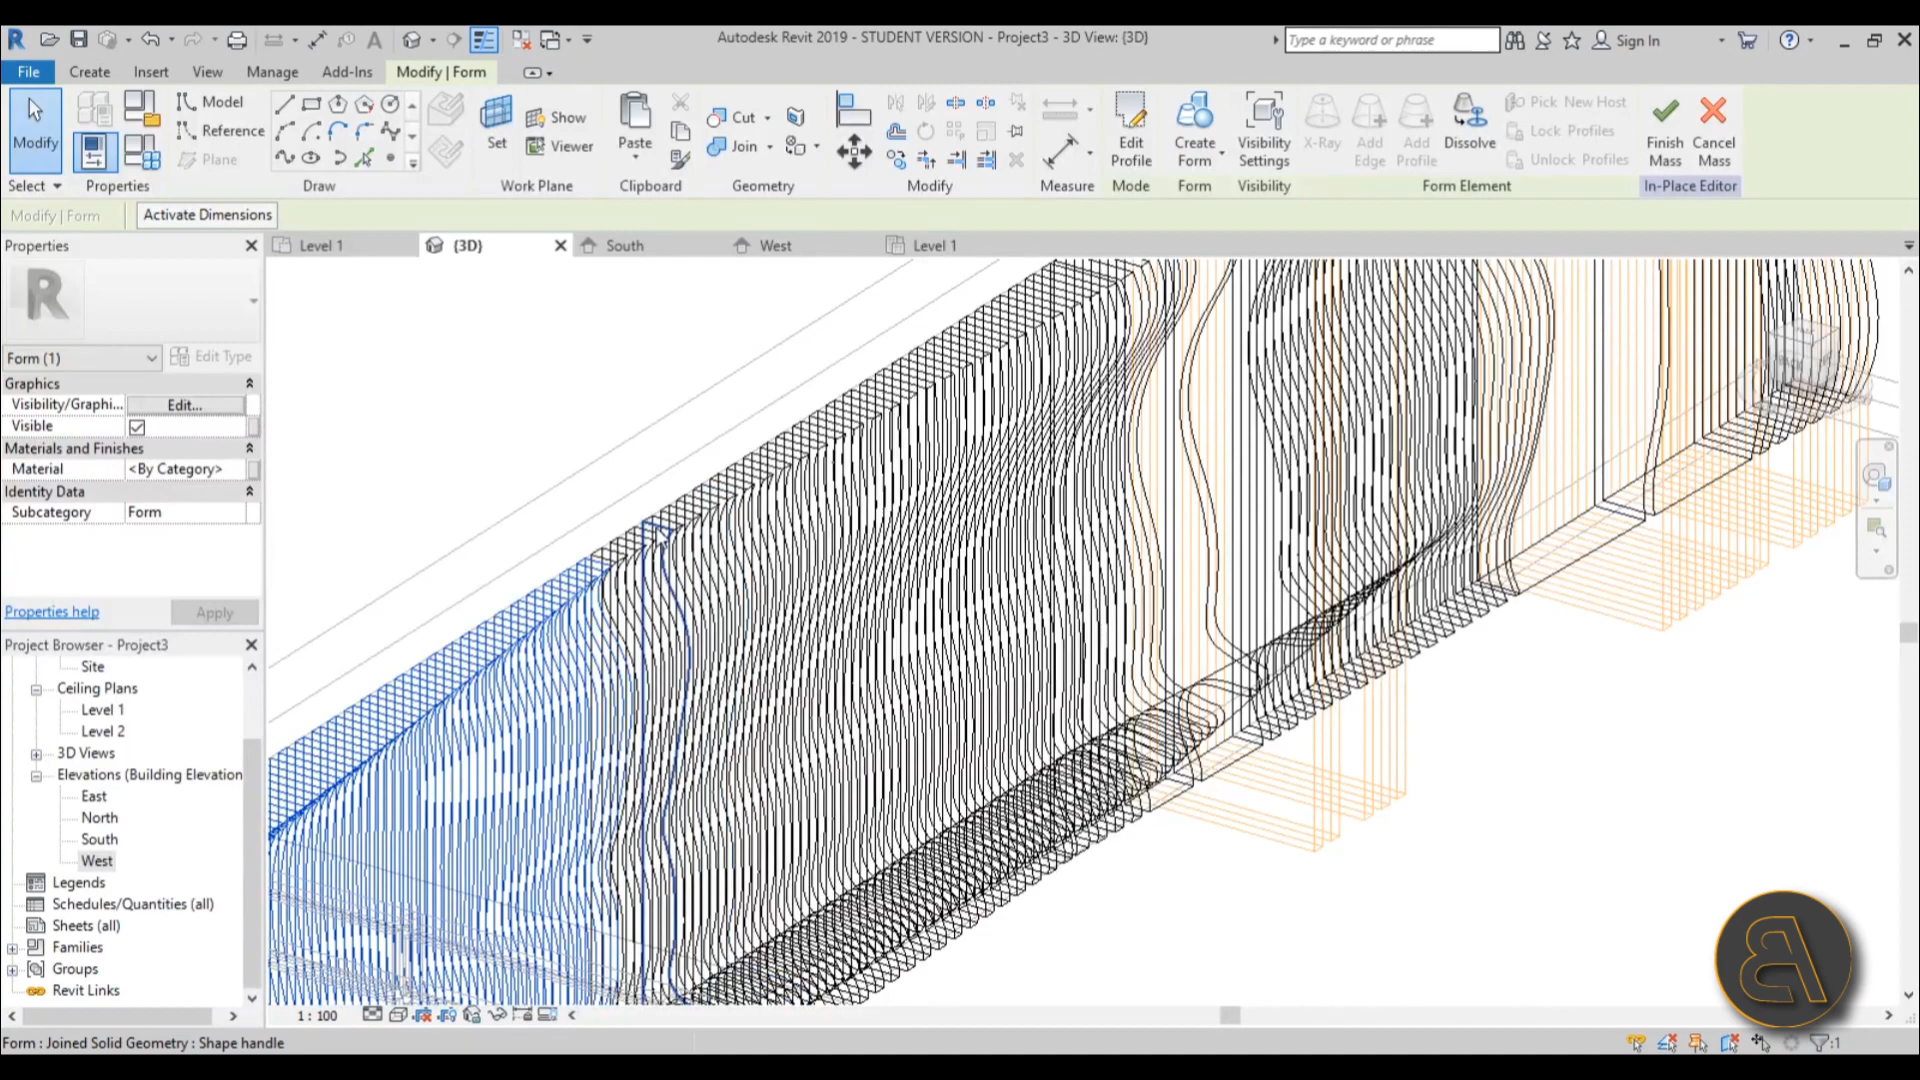 Autodesk Revit 2019 - STUDENT VERSION - Project3 - 3D View: {3D}
Type a keyword or phrase
Sign In
File Create Insert View Manage Add-Ins Modify | Form
Modify
Select
Properties
Model
Reference
Plane
Draw
Set
Show
Viewer
Work Plane
Paste
Clipboard
Cut
Join
Geometry
Modify
Measure
Edit Profile
Mode
Create Form
Form
Visibility Settings
Visibility
X-Ray
Add Edge
Add Profile
Dissolve
Pick New Host
Lock Profiles
Unlock Profiles
Form Element
Finish Mass
Cancel Mass
In-Place Editor
Modify | Form
Activate Dimensions
Properties
Level 1
{3D}
South
West
Level 1
R
Form (1)
Edit Type
Graphics
Visibility/Graphi... Edit...
Visible
Materials and Finishes
Material <By Category>
Identity Data
Subcategory Form
Properties help
Apply
Project Browser - Project3
Site
Ceiling Plans
Level 1
Level 2
3D Views
Elevations (Building Elevation
East
North
South
West
Legends
Schedules/Quantities (all)
Sheets (all)
Families
Groups
Revit Links
1 : 100
Form : Joined Solid Geometry : Shape handle
:1